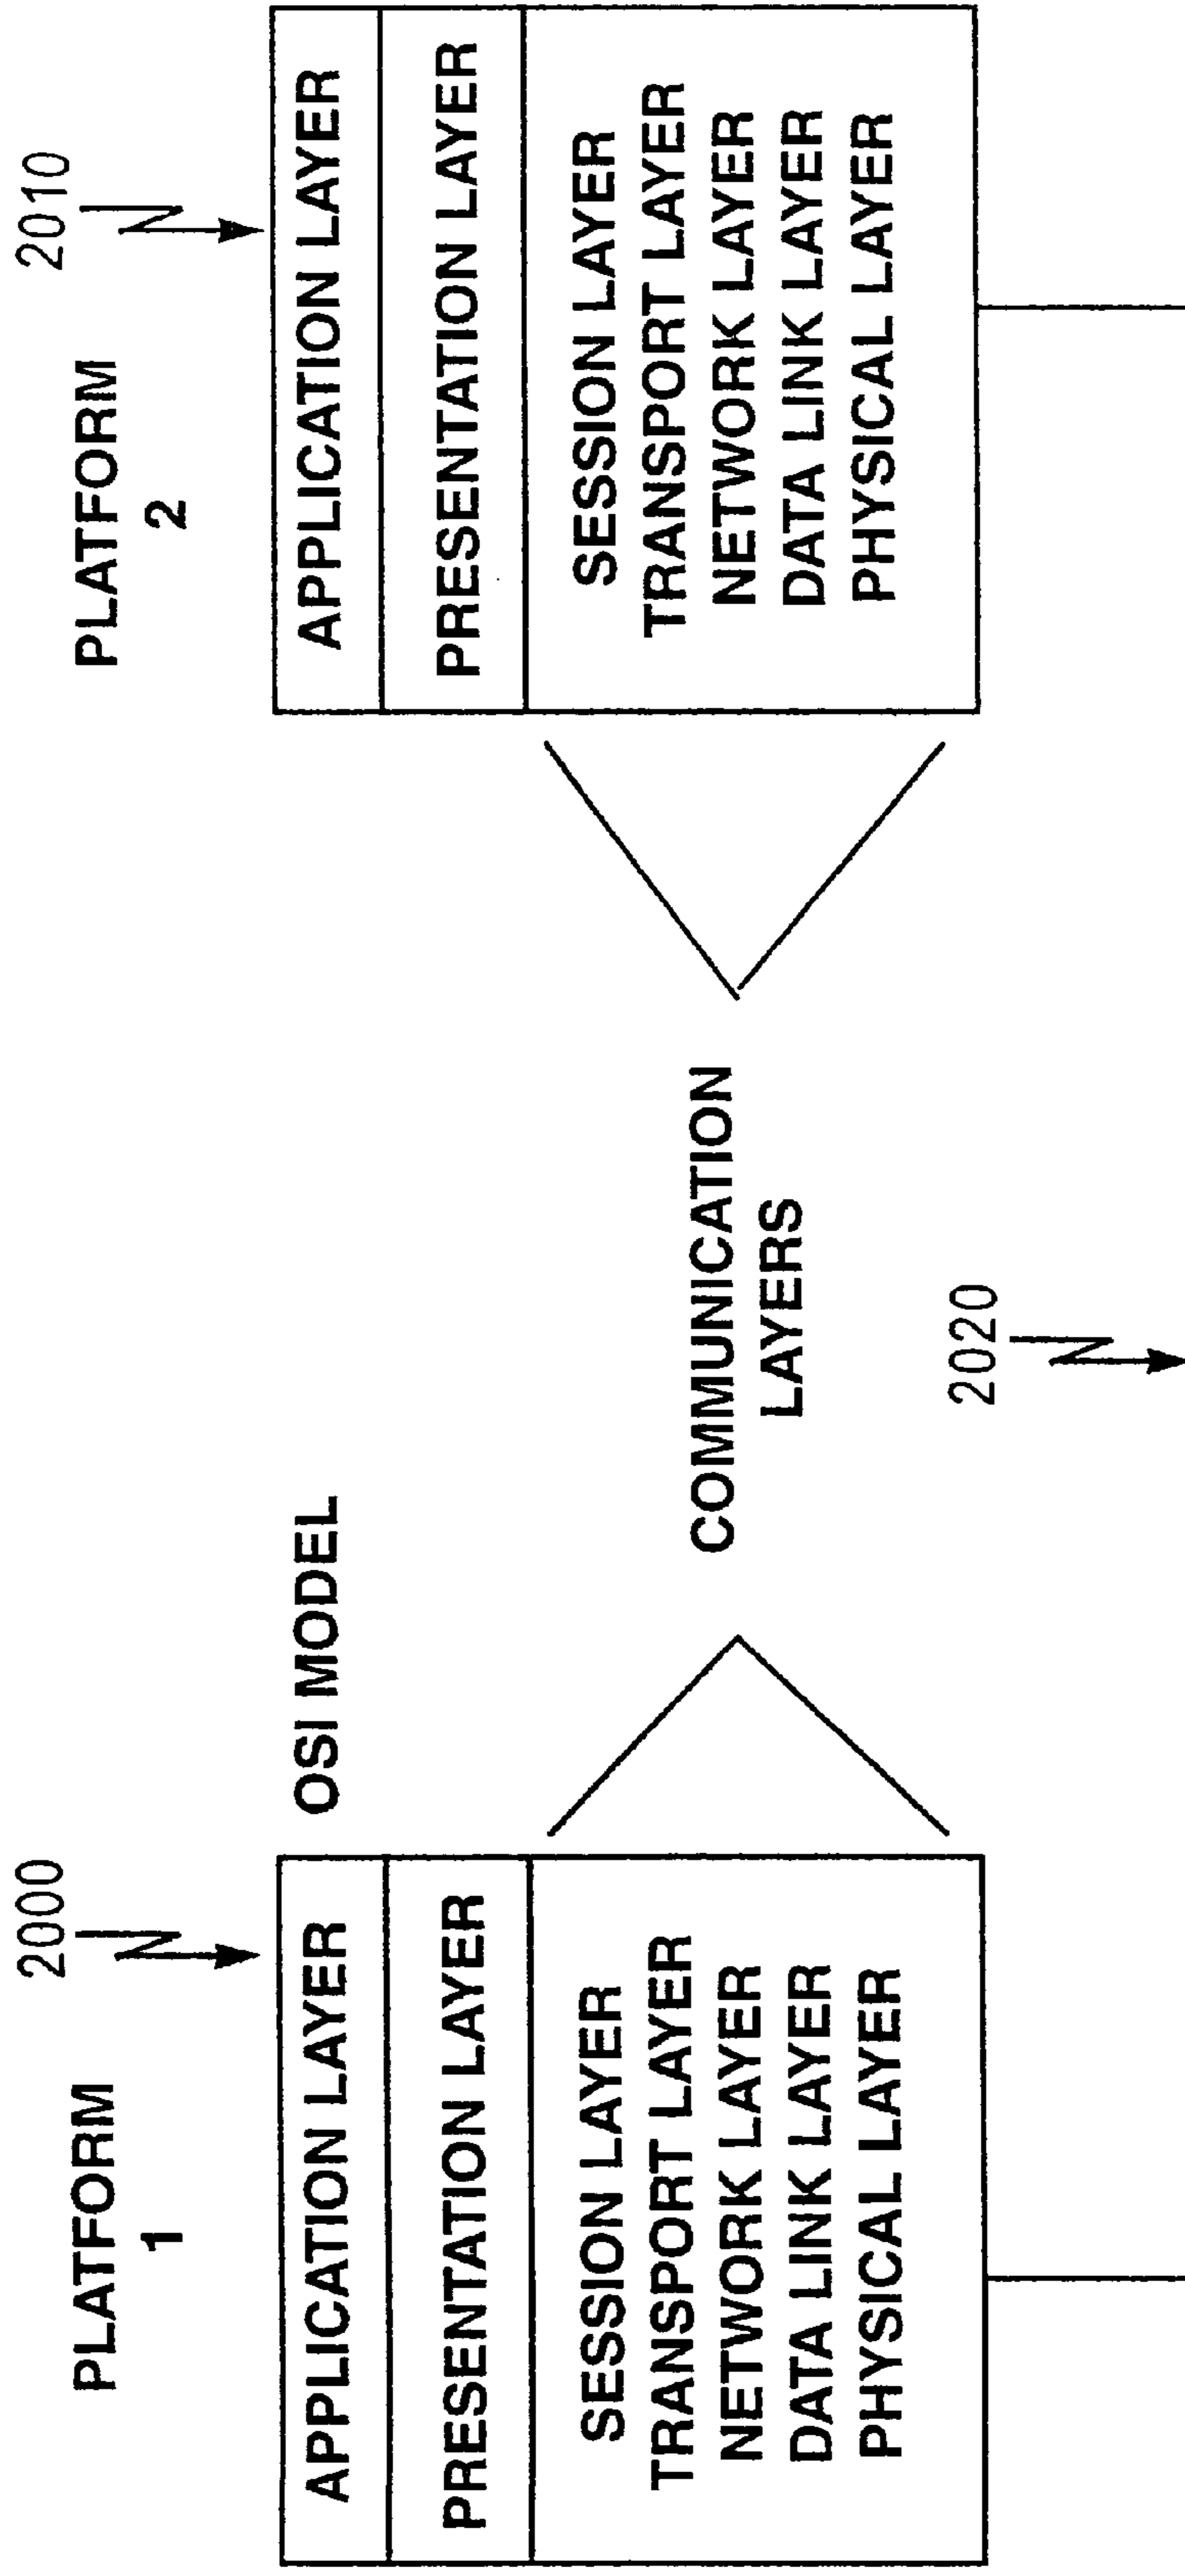 PLATFORM
1
2000
APPLICATION LAYER
PRESENTATION LAYER
SESSION LAYER
TRANSPORT LAYER
NETWORK LAYER
DATA LINK LAYER
PHYSICAL LAYER
OSI MODEL
COMMUNICATION
LAYERS
2020
PLATFORM
2
2010
APPLICATION LAYER
PRESENTATION LAYER
SESSION LAYER
TRANSPORT LAYER
NETWORK LAYER
DATA LINK LAYER
PHYSICAL LAYER